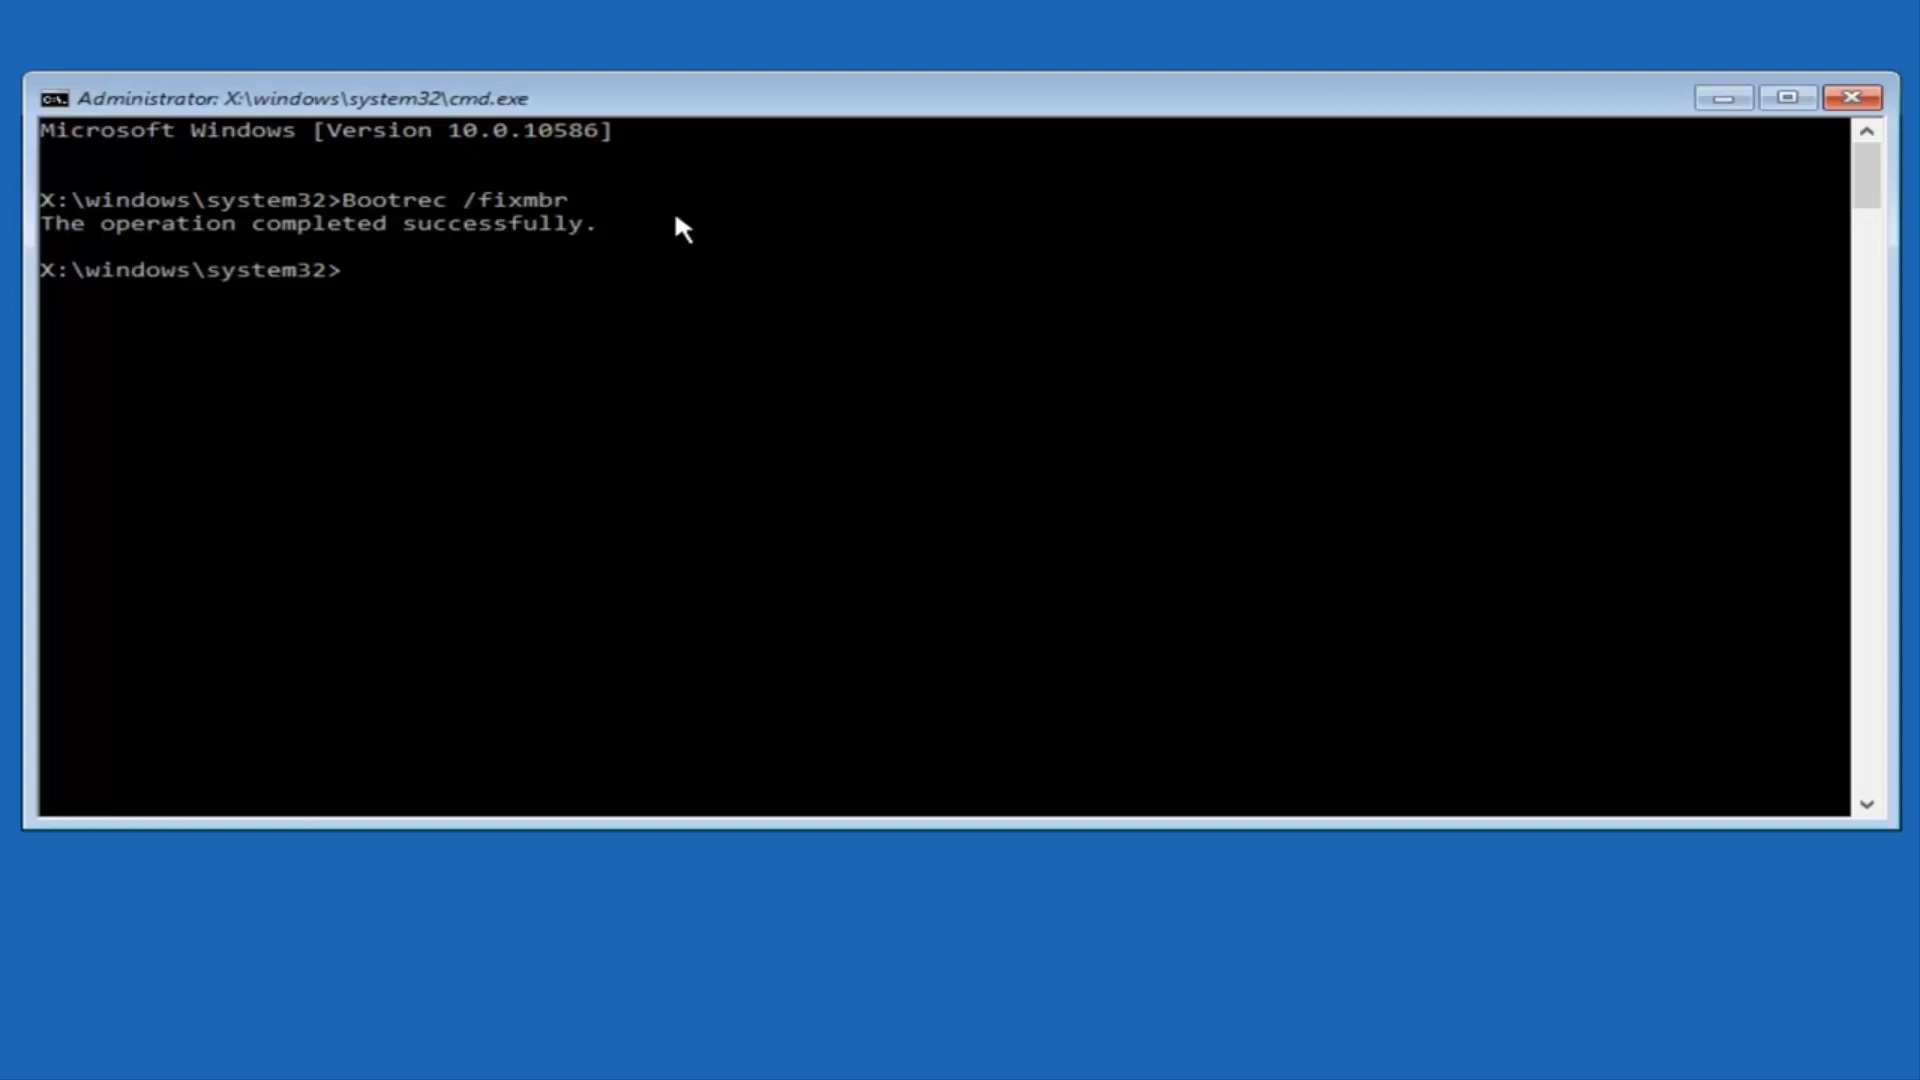 Administrator: X:\windows\system32\cmd.exe
Microsoft Windows [Version 10.0.10586]
X:\windows\system32>Bootrec /fixmbr
The operation completed successfully.
X:\windows\system32>